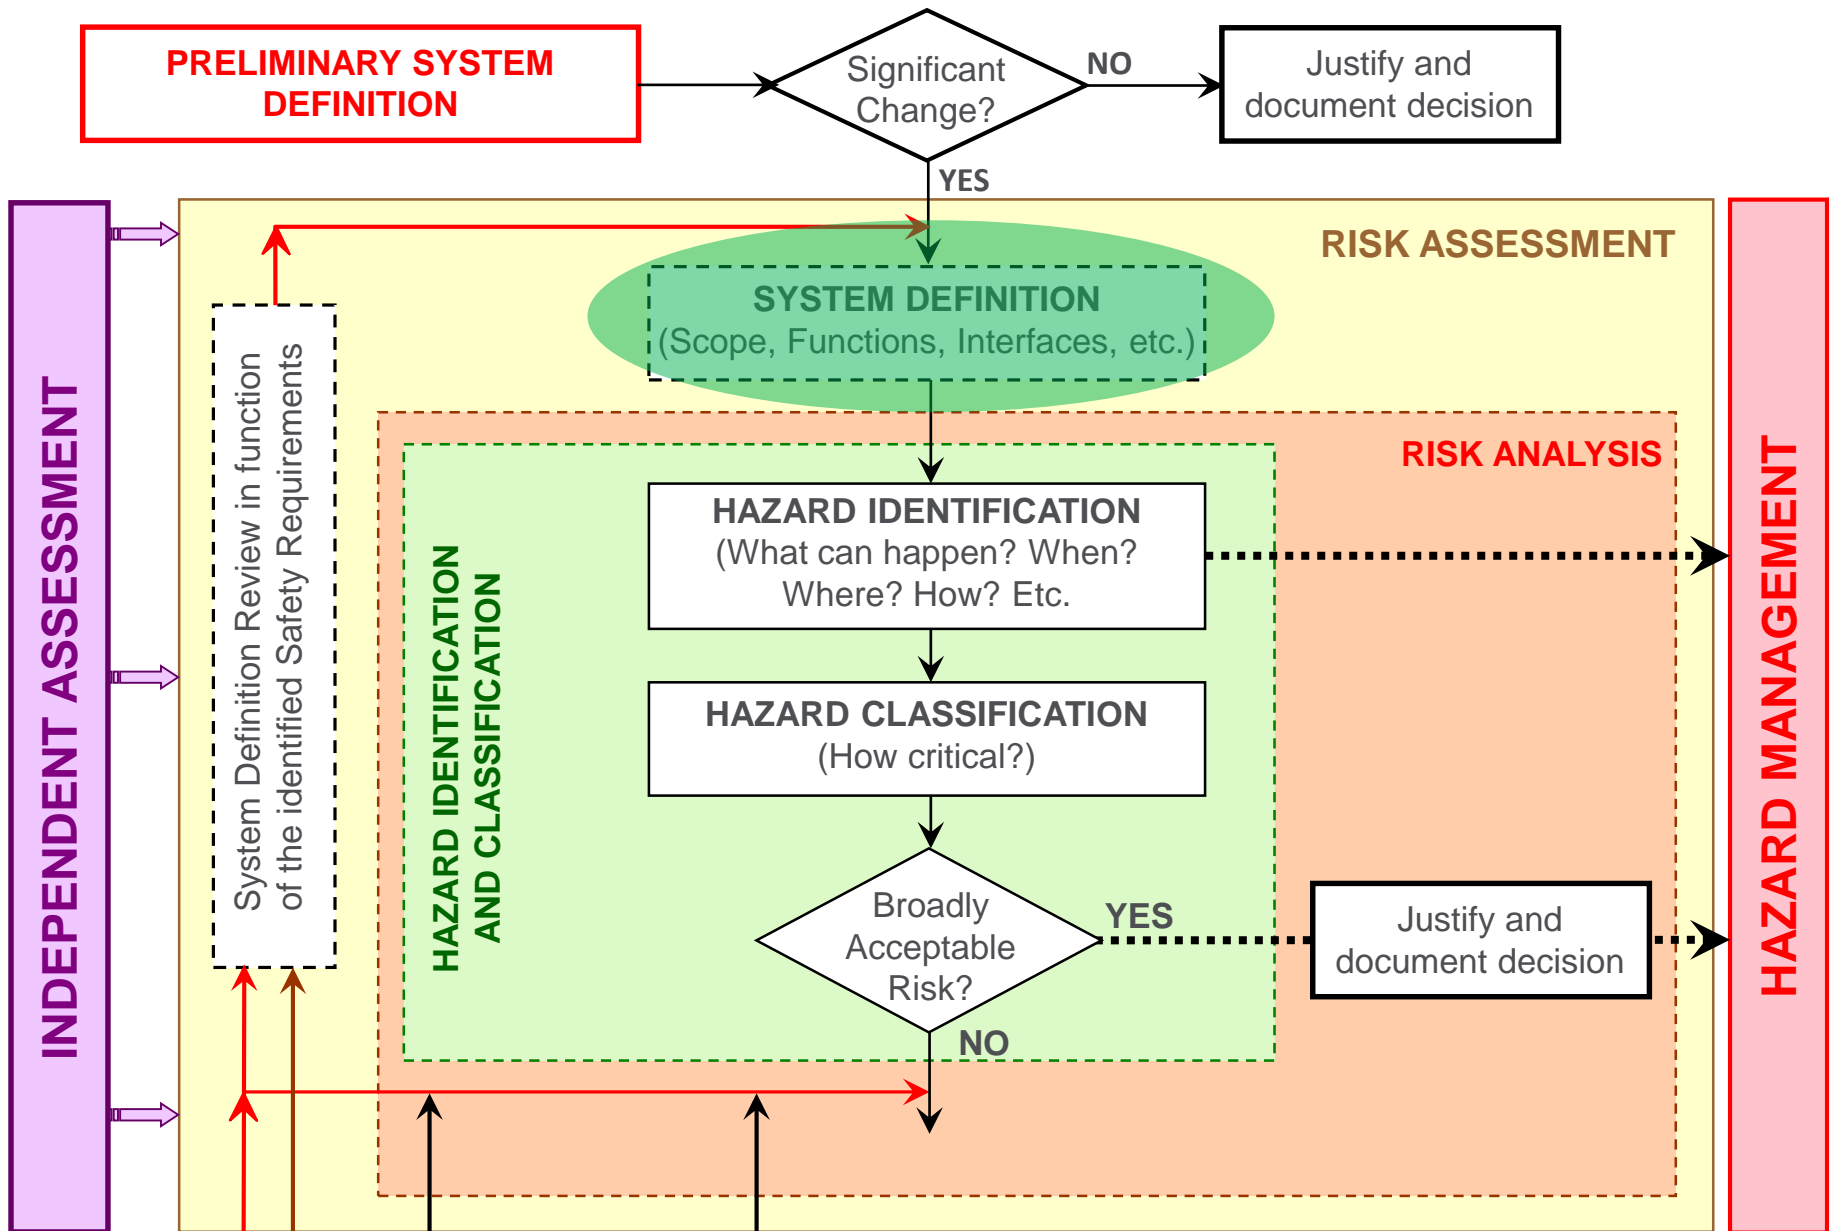 PRELIMINARY SYSTEM
DEFINITION
Significant
Change?
NO
Justify and
document decision
YES
INDEPENDENT ASSESSMENT
RISK ASSESSMENT
HAZARD MANAGEMENT
SYSTEM DEFINITION
(Scope, Functions, Interfaces, etc.)
System Definition Review in function
of the identified Safety Requirements
RISK ANALYSIS
HAZARD IDENTIFICATION
AND CLASSIFICATION
HAZARD IDENTIFICATION
(What can happen? When?
Where? How? Etc.
HAZARD CLASSIFICATION
(How critical?)
Broadly
Acceptable
Risk?
YES
Justify and
document decision
NO